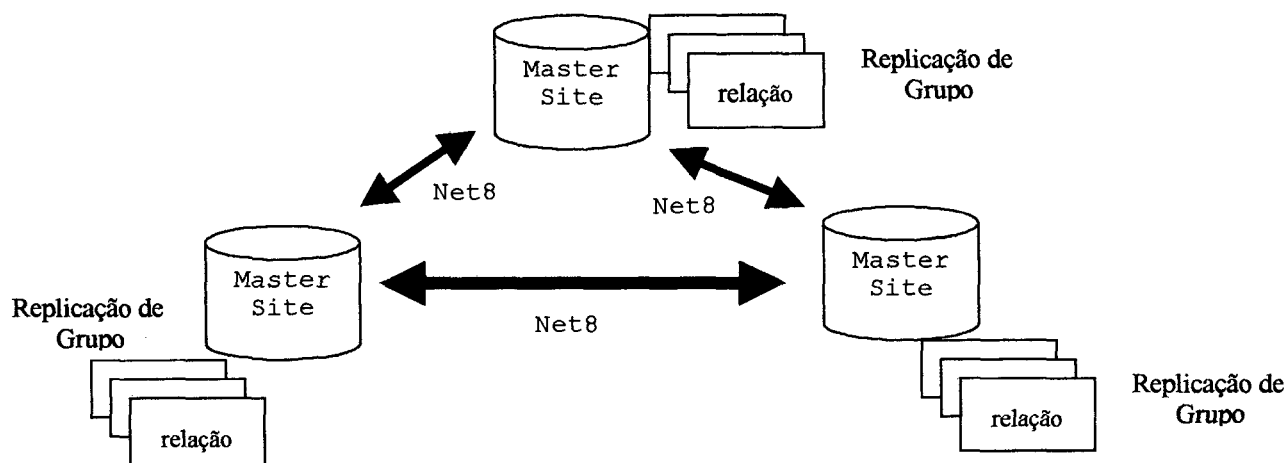 Master
Site
relação
Replicação de
Grupo
Net8
Net8
Master
Site
Master
Site
Net8
Replicação de
Grupo
relação
relação
Replicação de
Grupo